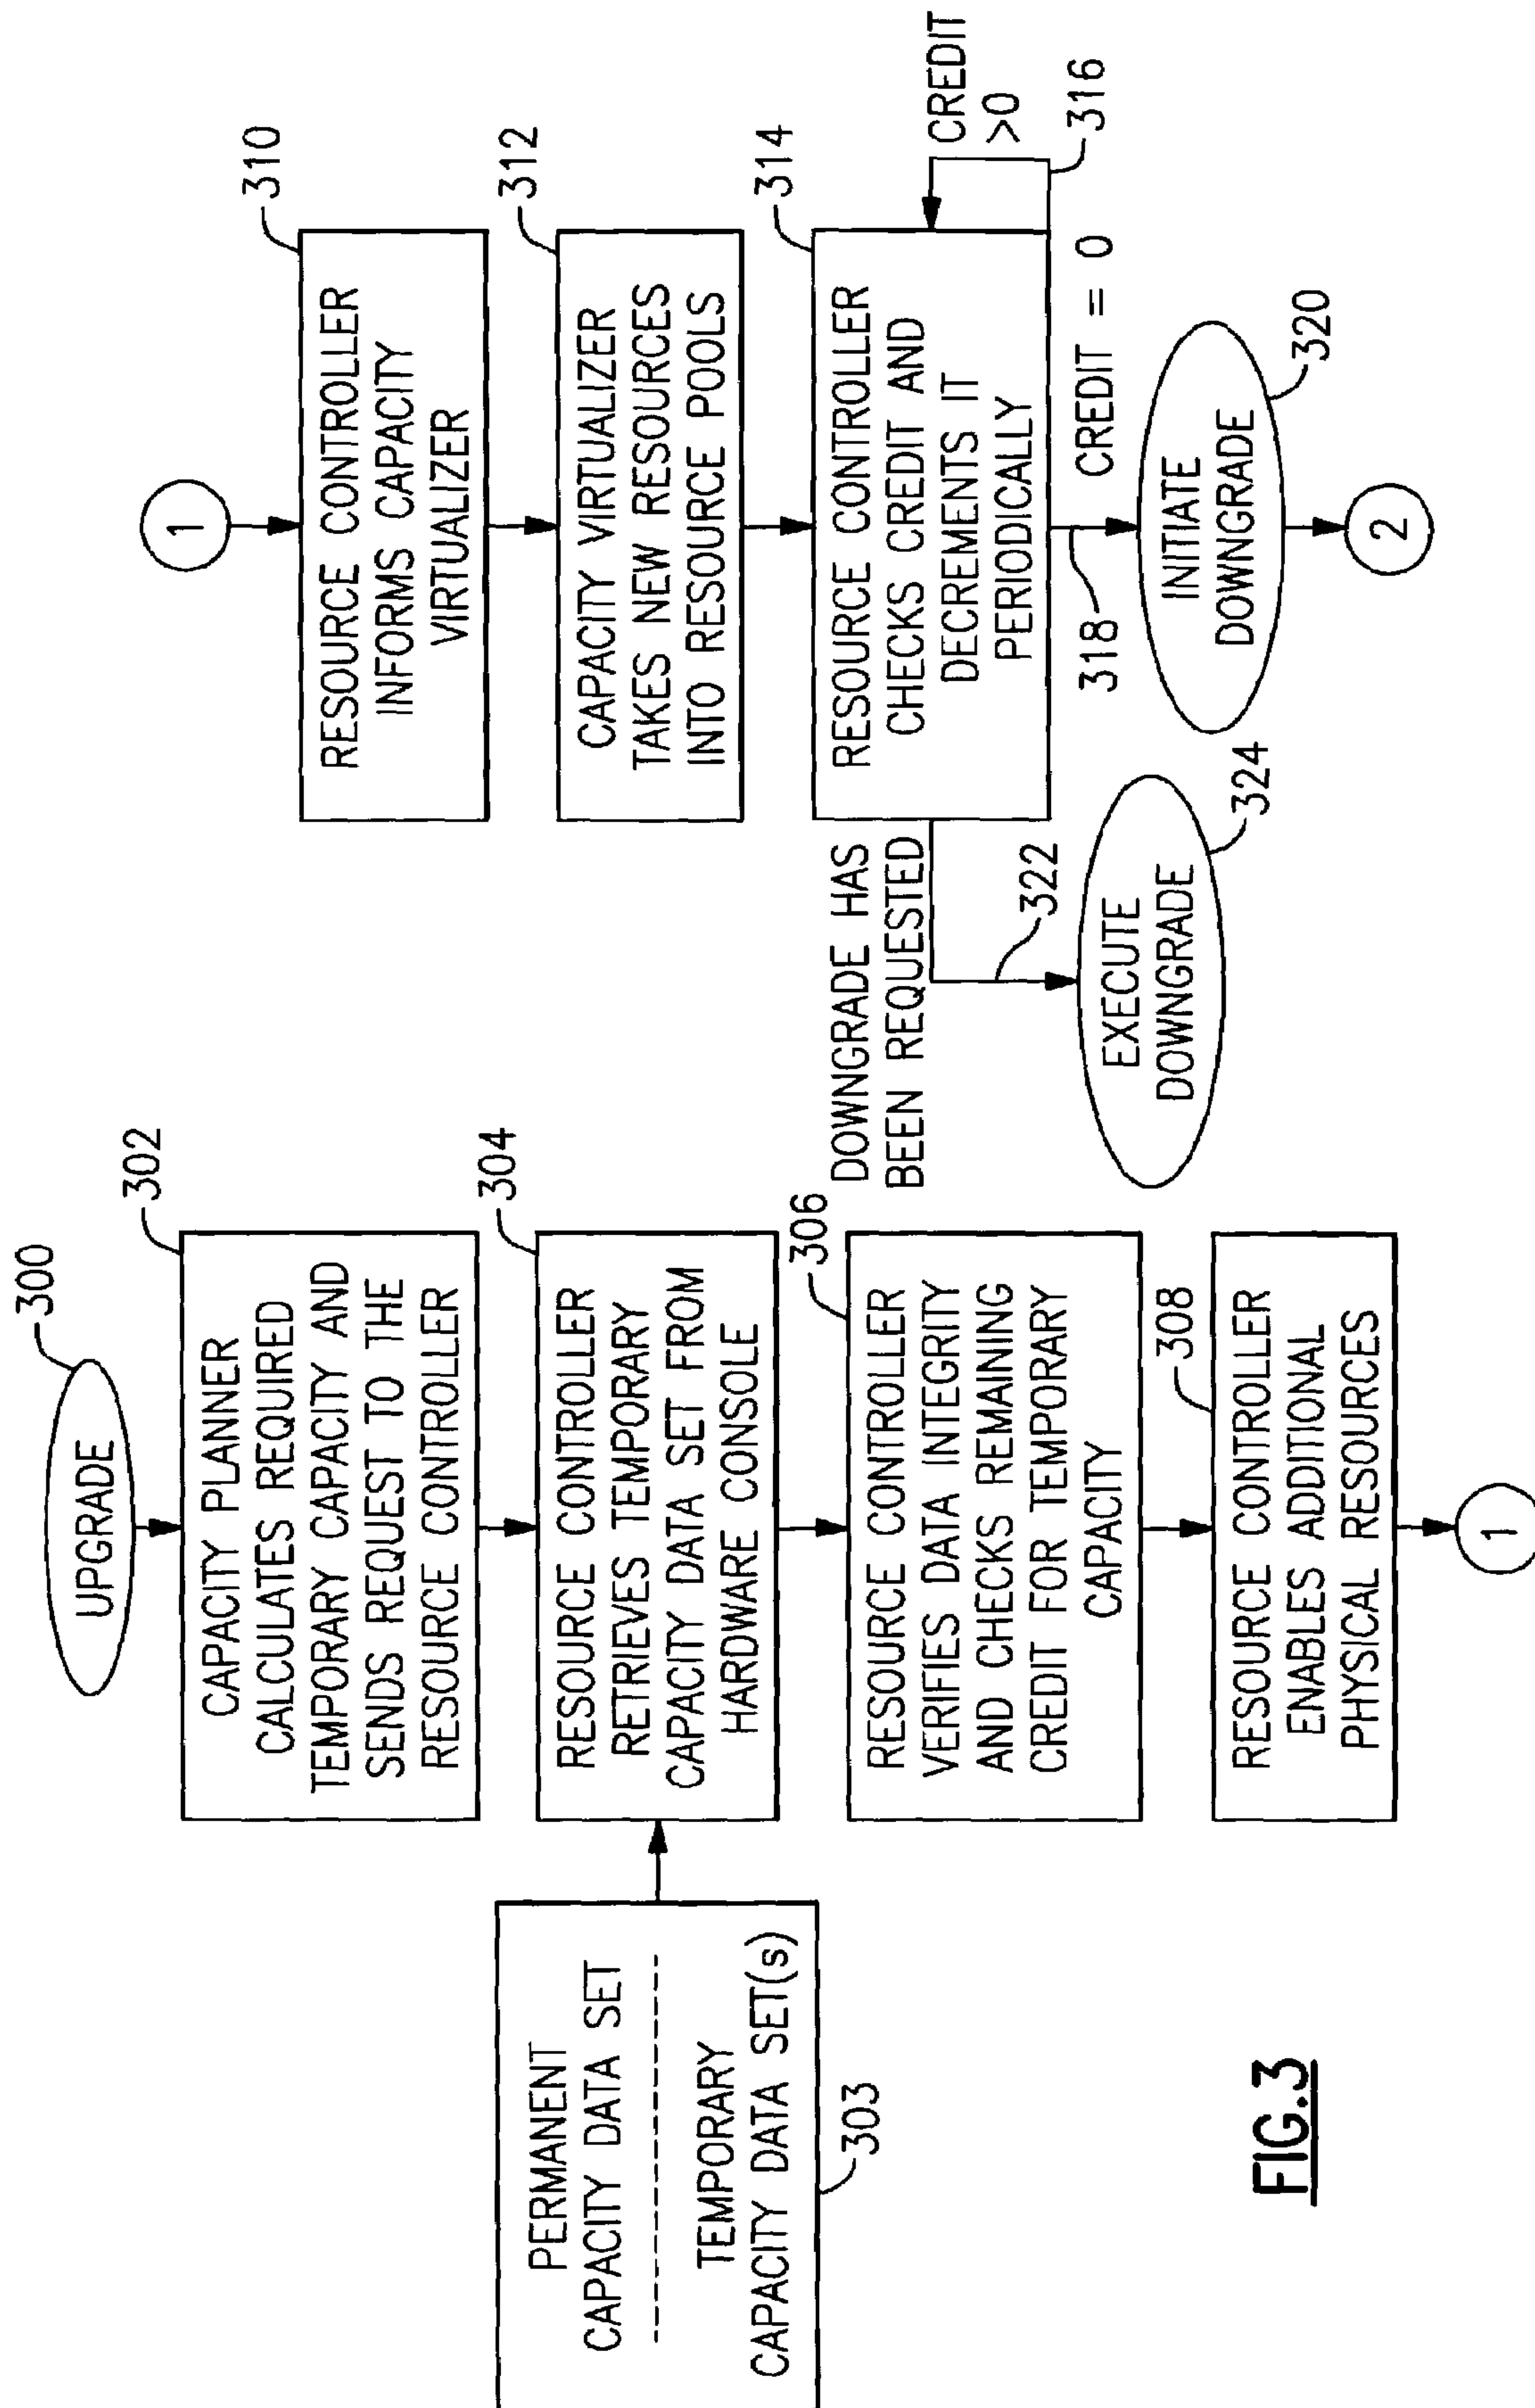 300
UPGRADE
302
CAPACITY PLANNER
CALCULATES REQUIRED
TEMPORARY CAPACITY AND
SENDS REQUEST TO THE
RESOURCE CONTROLLER
PERMANENT
CAPACITY DATA SET
TEMPORARY
CAPACITY DATA SET(s)
303
304
RESOURCE CONTROLLER
RETRIEVES TEMPORARY
CAPACITY DATA SET FROM
HARDWARE CONSOLE
306
RESOURCE CONTROLLER
VERIFIES DATA INTEGRITY
AND CHECKS REMAINING
CREDIT FOR TEMPORARY
CAPACITY
308
RESOURCE CONTROLLER
ENABLES ADDITIONAL
PHYSICAL RESOURCES
1
1
310
RESOURCE CONTROLLER
INFORMS CAPACITY
VIRTUALIZER
312
CAPACITY VIRTUALIZER
TAKES NEW RESOURCES
INTO RESOURCE POOLS
314
RESOURCE CONTROLLER
CHECKS CREDIT AND
DECREMENTS IT
PERIODICALLY
CREDIT
>0
316
DOWNGRADE HAS
BEEN REQUESTED
322
EXECUTE
DOWNGRADE
324
318
CREDIT = 0
INITIATE
DOWNGRADE
320
2
FIG.3